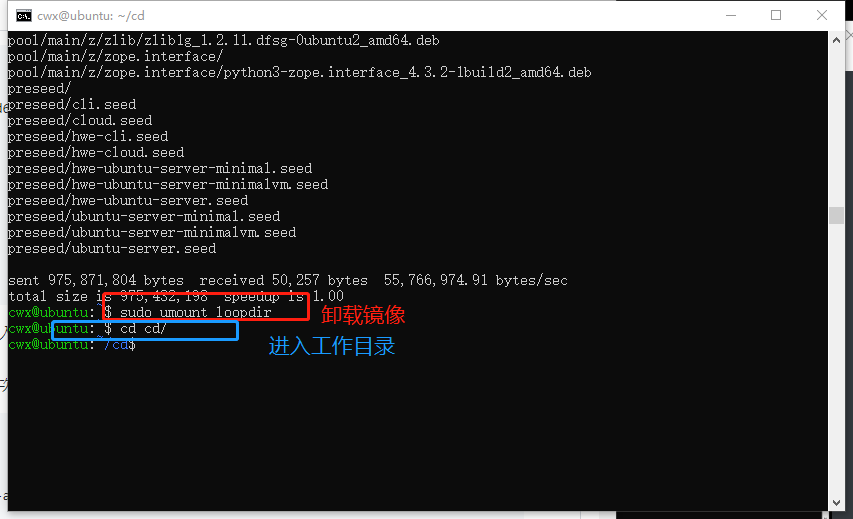 cwx@ubuntu: ~/cd
pool/main/z/zlib/zlib1g_1.2.11.dfsg-0ubuntu2_amd64.deb
pool/main/z/zope.interface/
pool/main/z/zope.interface/python3-zope.interface_4.3.2-1build2_amd64.deb
preseed/
preseed/cli.seed
preseed/cloud.seed
preseed/hwe-cli.seed
preseed/hwe-cloud.seed
preseed/hwe-ubuntu-server-minimal.seed
preseed/hwe-ubuntu-server-minimalvm.seed
preseed/hwe-ubuntu-server.seed
preseed/ubuntu-server-minimal.seed
preseed/ubuntu-server-minimalvm.seed
preseed/ubuntu-server.seed
sent 975,871,804 bytes  received 50,257 bytes  55,766,974.91 bytes/sec
total size is 975,432,198  speedup is 1.00
cwx@ubuntu:~$ sudo umount loopdir
卸载镜像
cwx@ubuntu:~$ cd cd/
进入工作目录
cwx@ubuntu:~/cd$